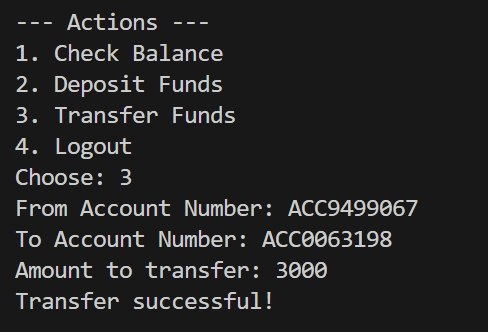 --- Actions ---
1. Check Balance
2. Deposit Funds
3. Transfer Funds
4. Logout
Choose: 3
From Account Number: ACC9499067
To Account Number: ACC0063198
Amount to transfer: 3000
Transfer successful!